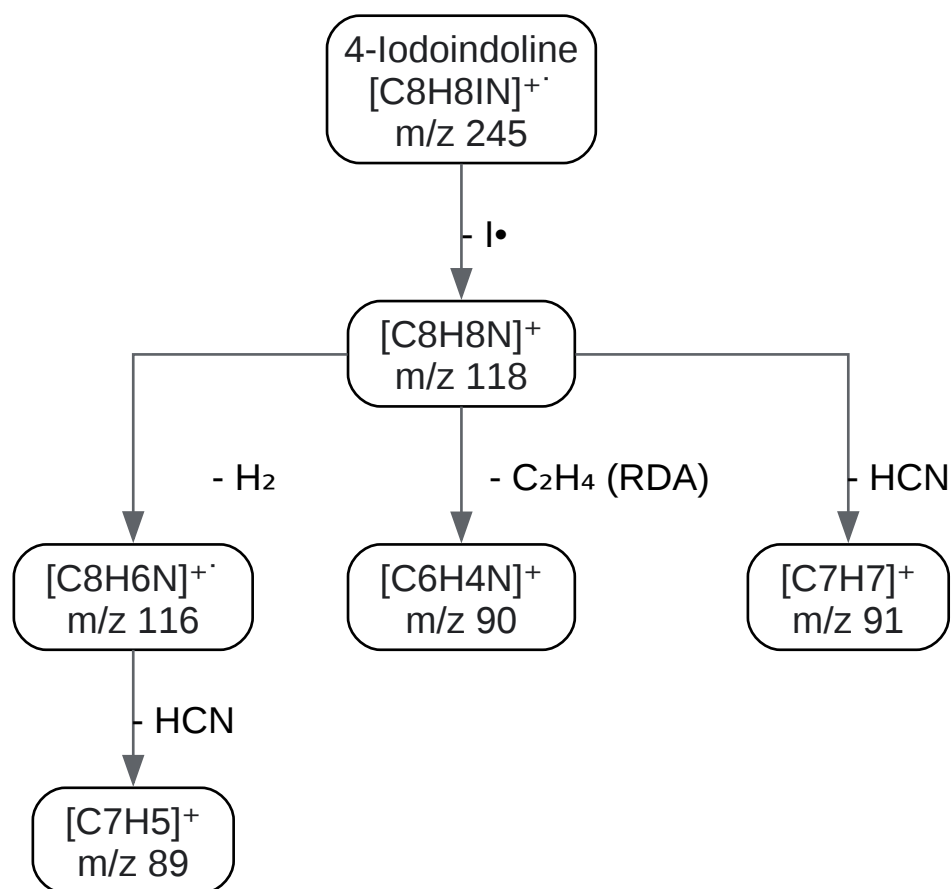 4-Iodoindoline
[C8H8IN]⁺˙
m/z 245
- I•
[C8H8N]⁺
m/z 118
- H₂
- C₂H₄ (RDA)
- HCN
[C8H6N]⁺˙
m/z 116
[C6H4N]⁺
m/z 90
[C7H7]⁺
m/z 91
- HCN
[C7H5]⁺
m/z 89